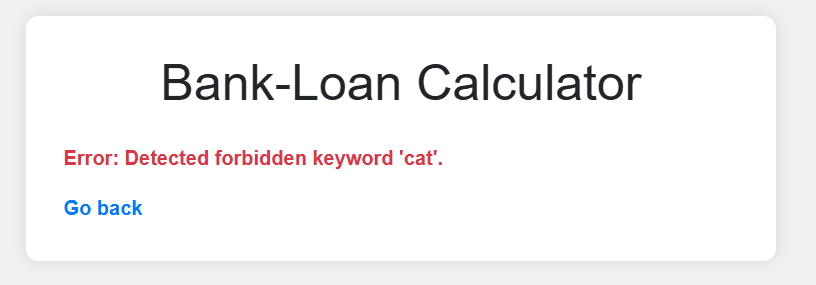 Bank-Loan Calculator
Error: Detected forbidden keyword 'cat'.
Go back